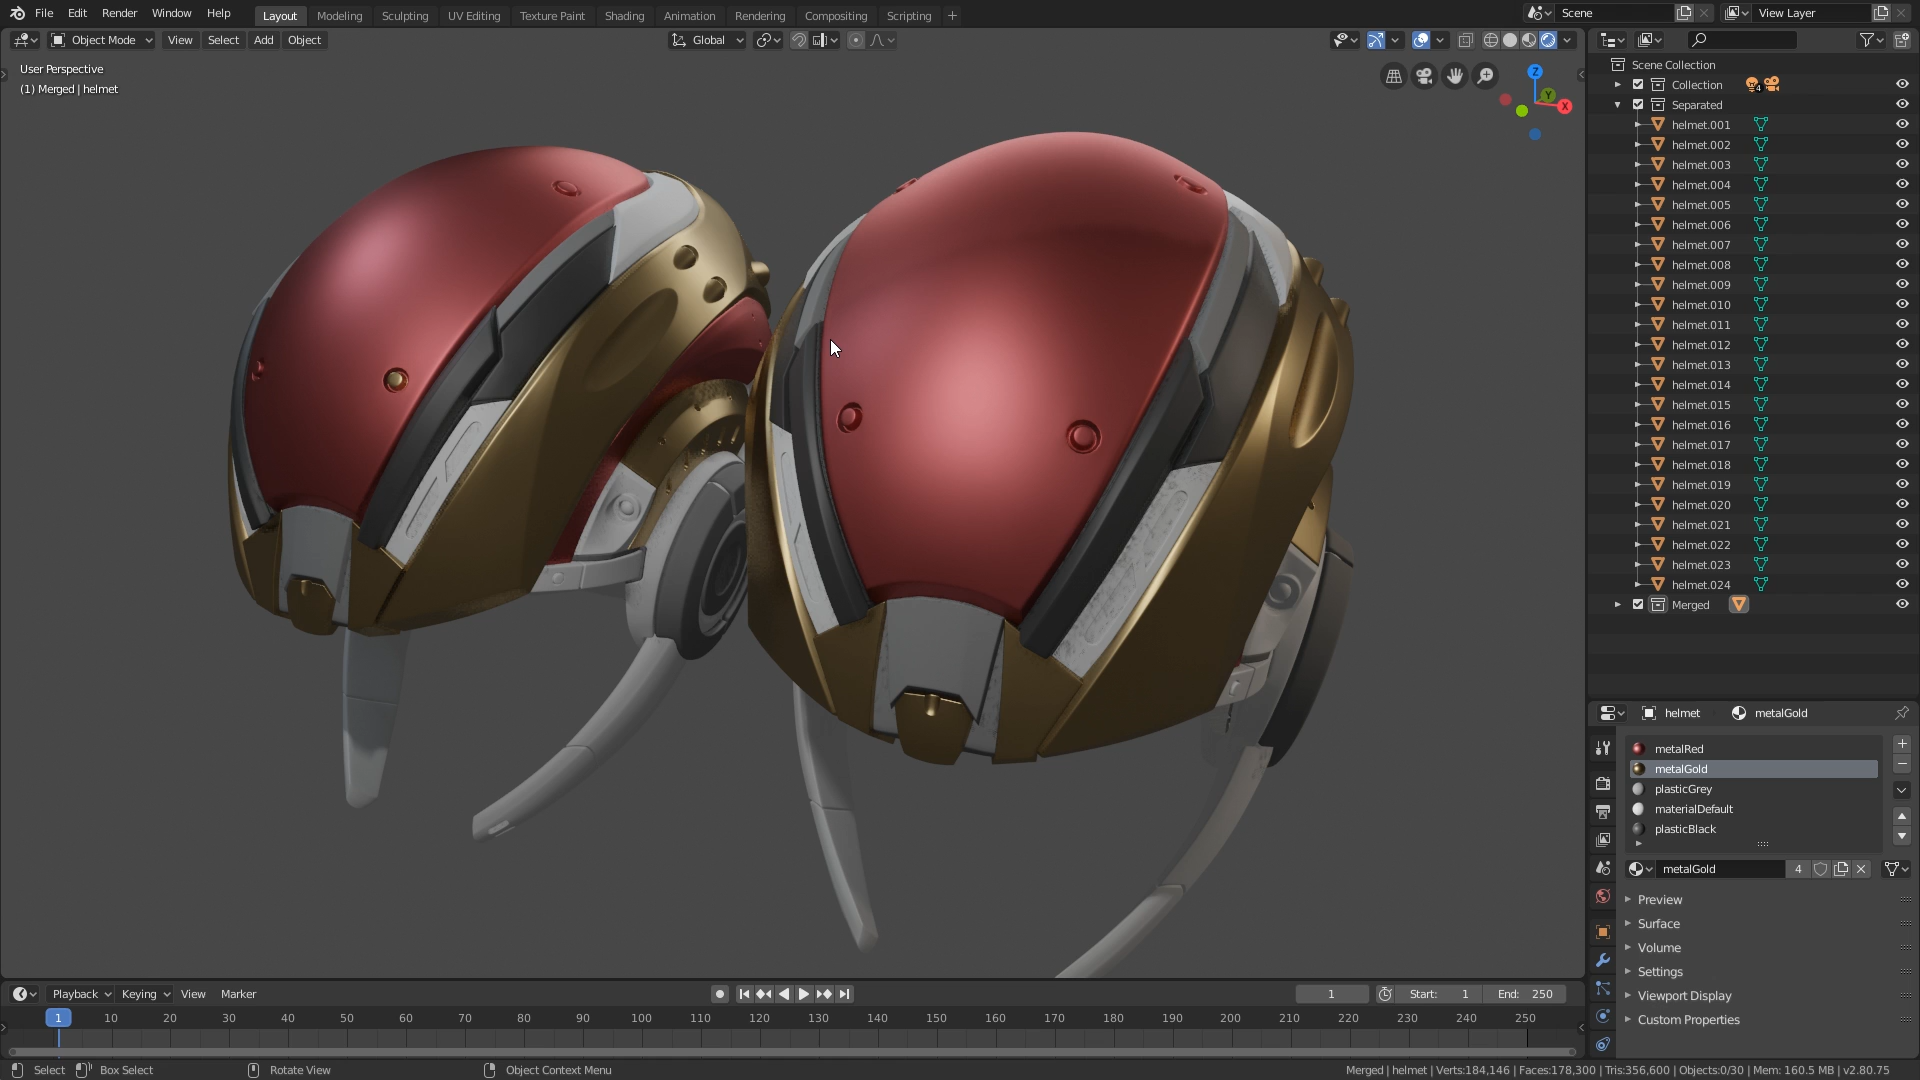 File Edit Render Window Help Layout Modeling Sculpting UV Editing Texture Paint Shading Animation Rendering Compositing Scripting + Scene View Layer
Object Mode View Select Add Object Global
User Perspective
(1) Merged | helmet
Z
Y
X
Scene Collection
Collection 4
Separated
helmet.001
helmet.002
helmet.003
helmet.004
helmet.005
helmet.006
helmet.007
helmet.008
helmet.009
helmet.010
helmet.011
helmet.012
helmet.013
helmet.014
helmet.015
helmet.016
helmet.017
helmet.018
helmet.019
helmet.020
helmet.021
helmet.022
helmet.023
helmet.024
Merged
helmet metalGold
metalRed
metalGold
plasticGrey
materialDefault
plasticBlack
metalGold 4
Preview
Surface
Volume
Settings
Viewport Display
Custom Properties
Playback Keying View Marker 1 Start: 1 End: 250
1 10 20 30 40 50 60 70 80 90 100 110 120 130 140 150 160 170 180 190 200 210 220 230 240 250
Select Box Select Rotate View Object Context Menu Merged | helmet | Verts:184,146 | Faces:178,300 | Tris:356,600 | Objects:0/30 | Mem: 160.5 MB | v2.80.75